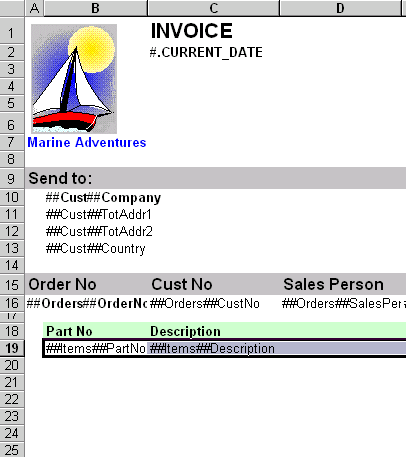 A B C D
1 INVOICE
2 #.CURRENT_DATE
3
4
5
6
7 Marine Adventures
8
9 Send to:
10 ##Cust##Company
11 ##Cust##TotAddr1
12 ##Cust##TotAddr2
13 ##Cust##Country
14
15 Order No Cust No Sales Person
16 ##Orders##OrderNo ##Orders##CustNo ##Orders##SalesPer
17
18 Part No Description
19 ##Items##PartNo ##Items##Description
20
21
22
23
24
25